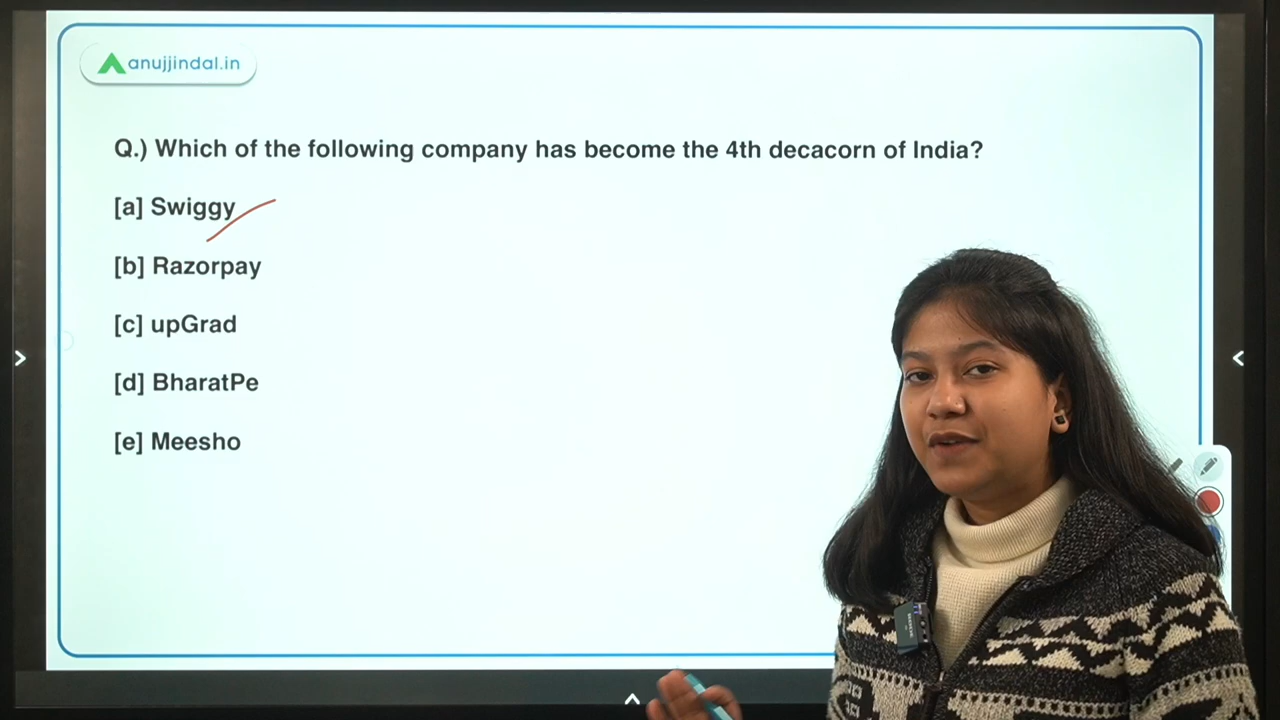 anujjindal.in
Q.) Which of the following company has become the 4th decacorn of India?
[a] Swiggy
[b] Razorpay
[c] upGrad
[d] BharatPe
[e] Meesho